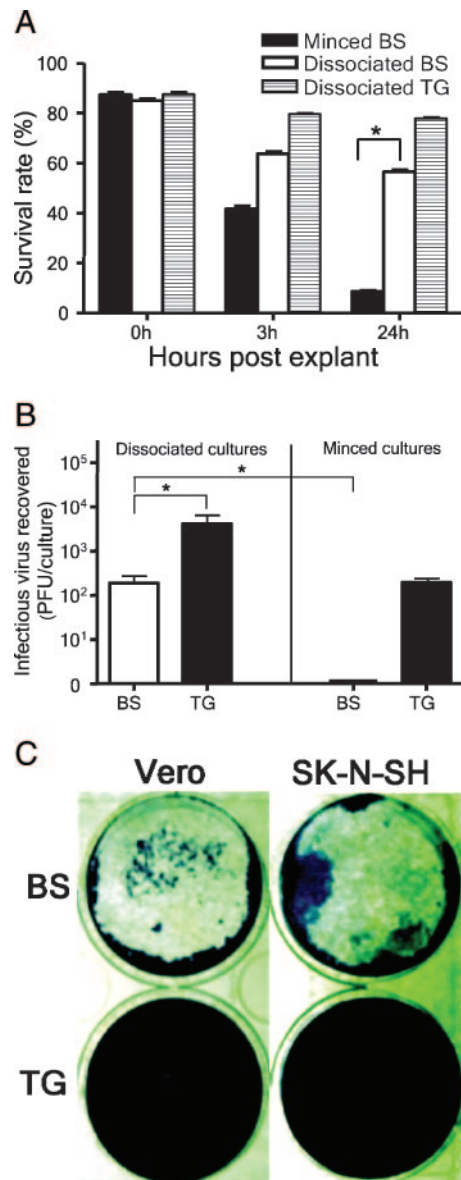 A
Minced BS
Dissociated BS
Dissociated TG
Survival rate (%)
100
80
60
40
20
0
*
0h
3h
24h
Hours post explant
B
Dissociated cultures
Minced cultures
Infectious virus recovered
(PFU/culture)
10⁵
10⁴
10³
10²
10¹
0
*
*
BS
TG
BS
TG
C
Vero
SK-N-SH
BS
TG